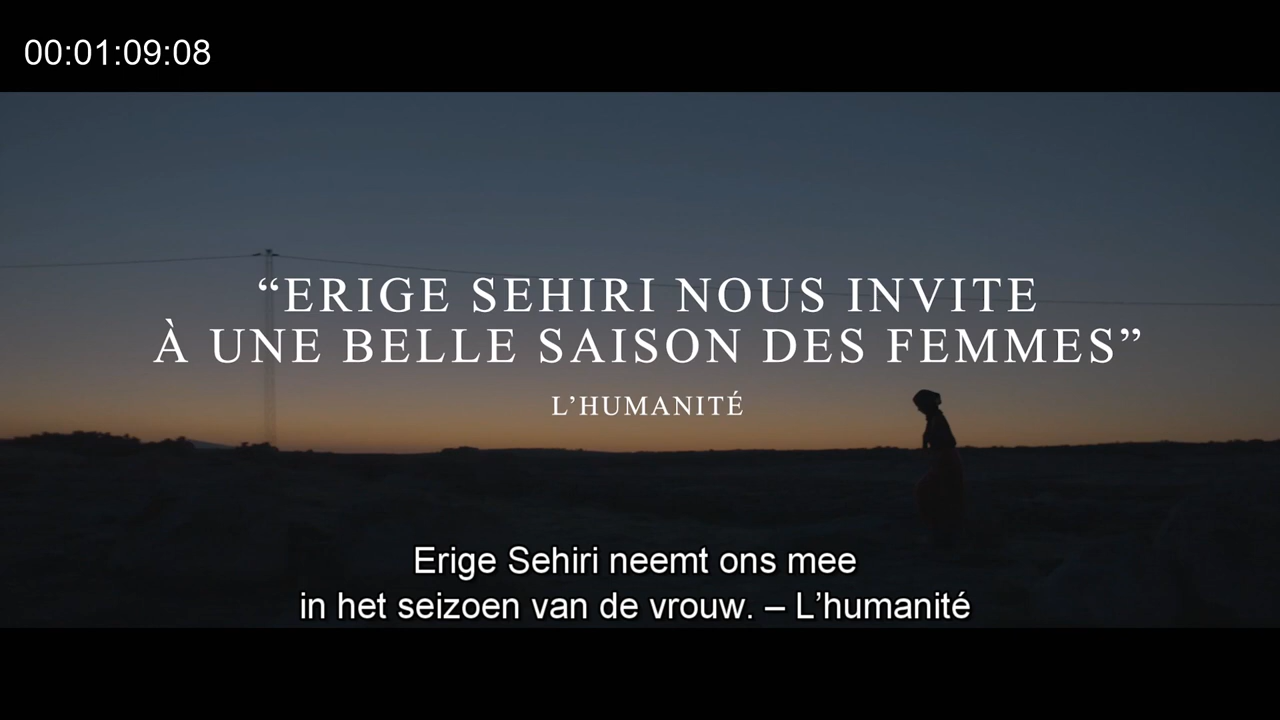 00:01:09:08
“ERIGE SEHIRI NOUS INVITE
À UNE BELLE SAISON DES FEMMES”
L’HUMANITÉ
Erige Sehiri neemt ons mee
in het seizoen van de vrouw. – L’humanité